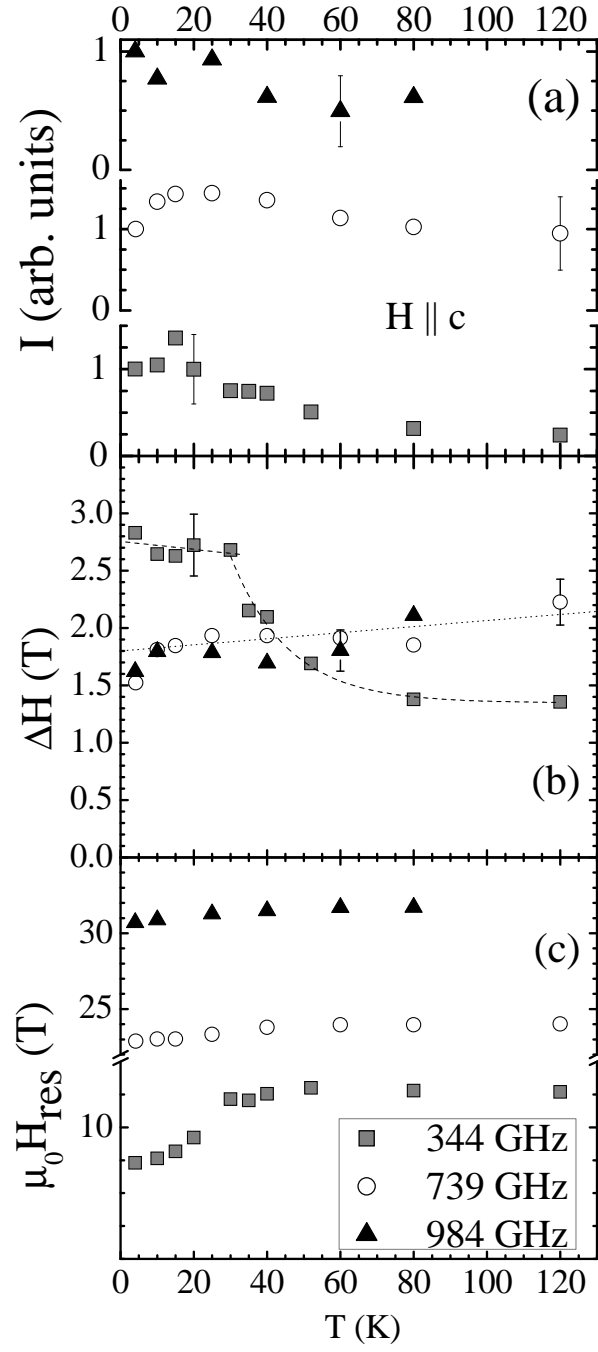 0 20 40 60 80 100 120
1
0
(a)
1
0
H || c
1
0
I (arb. units)
3.0
2.5
2.0
1.5
1.0
0.5
0.0
ΔH (T)
(b)
(c)
30
25
10
μ0Hres (T)
344 GHz
739 GHz
984 GHz
0 20 40 60 80 100 120
T (K)